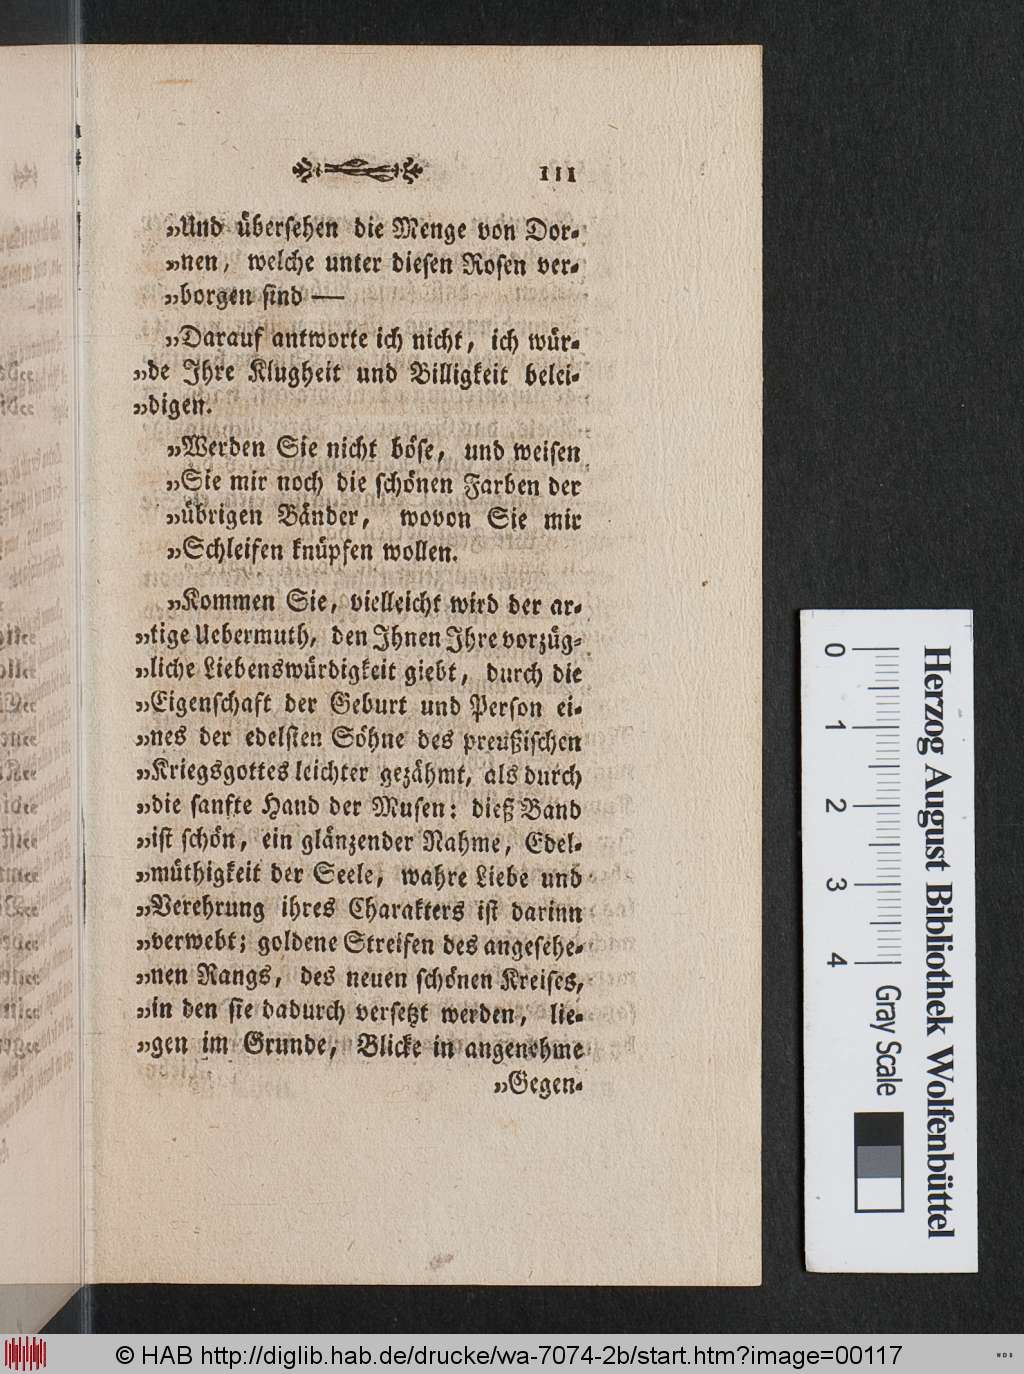 111
„Und übersehen die Menge von Dor-
„nen, welche unter diesen Rosen ver-
„borgen sind —
„Darauf antworte ich nicht, ich wür-
„de Ihre Klugheit und Billigkeit belei-
„digen.
„Werden Sie nicht böse, und weisen
„Sie mir noch die schönen Farben der
„übrigen Bänder, wovon Sie mir
„Schleifen knüpfen wollen.
„Kommen Sie, vielleicht wird der ar-
„tige Uebermuth, den Ihnen Ihre vorzüg-
„liche Liebenswürdigkeit giebt, durch die
„Eigenschaft der Geburt und Person ei-
„nes der edelsten Söhne des preußischen
„Kriegsgottes leichter gezähmt, als durch
„die sanfte Hand der Musen: dieß Band
„ist schön, ein glänzender Nahme, Edel-
„müthigkeit der Seele, wahre Liebe und
„Verehrung ihres Charakters ist darinn
„verwebt; goldene Streifen des angesehe-
„nen Rangs, des neuen schönen Kreises,
„in den sie dadurch versetzt werden, lie-
„gen im Grunde, Blicke in angenehme
„Gegen-
0 1 2 3 4
Gray Scale
Herzog August Bibliothek Wolfenbüttel
© HAB http://diglib.hab.de/drucke/wa-7074-2b/start.htm?image=00117